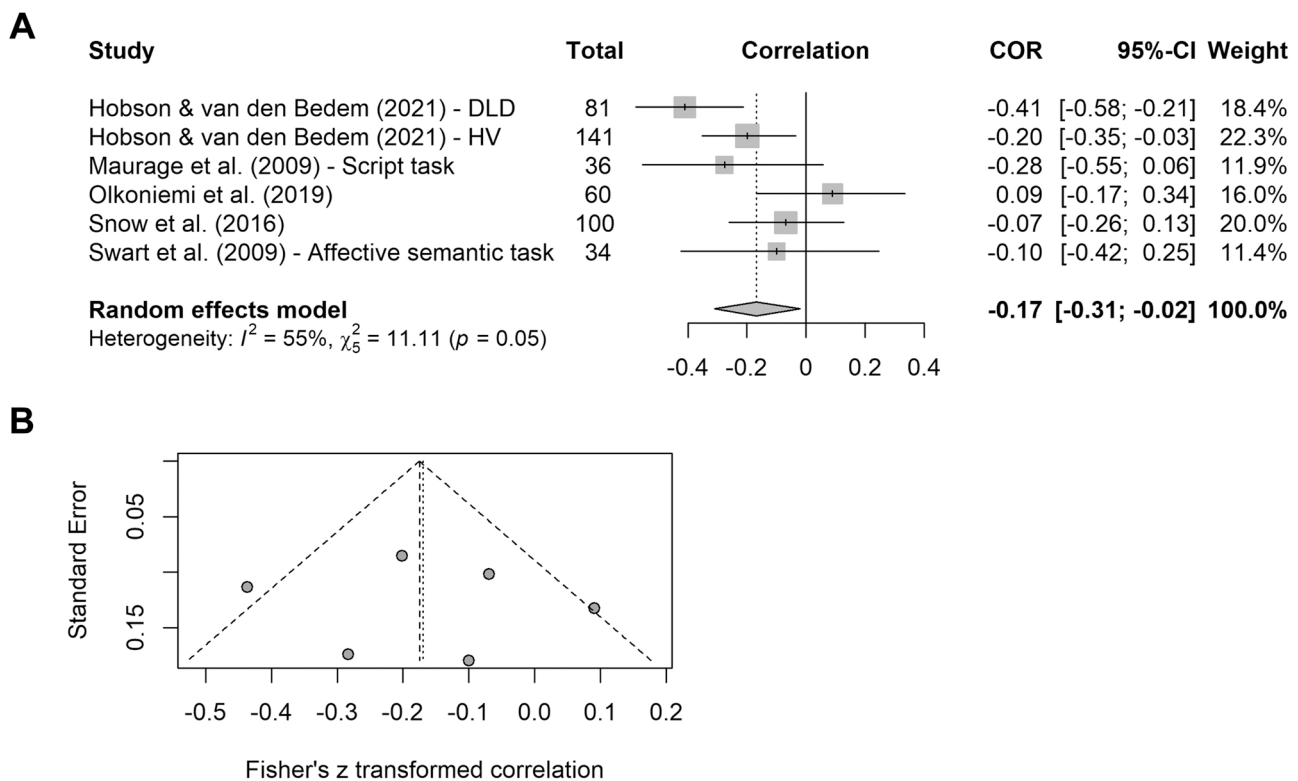 A
Study Total Correlation COR 95%-CI Weight
Hobson & van den Bedem (2021) - DLD 81 -0.41 [-0.58; -0.21] 18.4%
Hobson & van den Bedem (2021) - HV 141 -0.20 [-0.35; -0.03] 22.3%
Maurage et al. (2009) - Script task 36 -0.28 [-0.55; 0.06] 11.9%
Olkoniemi et al. (2019) 60 0.09 [-0.17; 0.34] 16.0%
Snow et al. (2016) 100 -0.07 [-0.26; 0.13] 20.0%
Swart et al. (2009) - Affective semantic task 34 -0.10 [-0.42; 0.25] 11.4%
Random effects model -0.17 [-0.31; -0.02] 100.0%
Heterogeneity: I² = 55%, χ²₅ = 11.11 (p = 0.05)
-0.4 -0.2 0 0.2 0.4
B
Standard Error
0.05
0.15
-0.5 -0.4 -0.3 -0.2 -0.1 0.0 0.1 0.2
Fisher's z transformed correlation